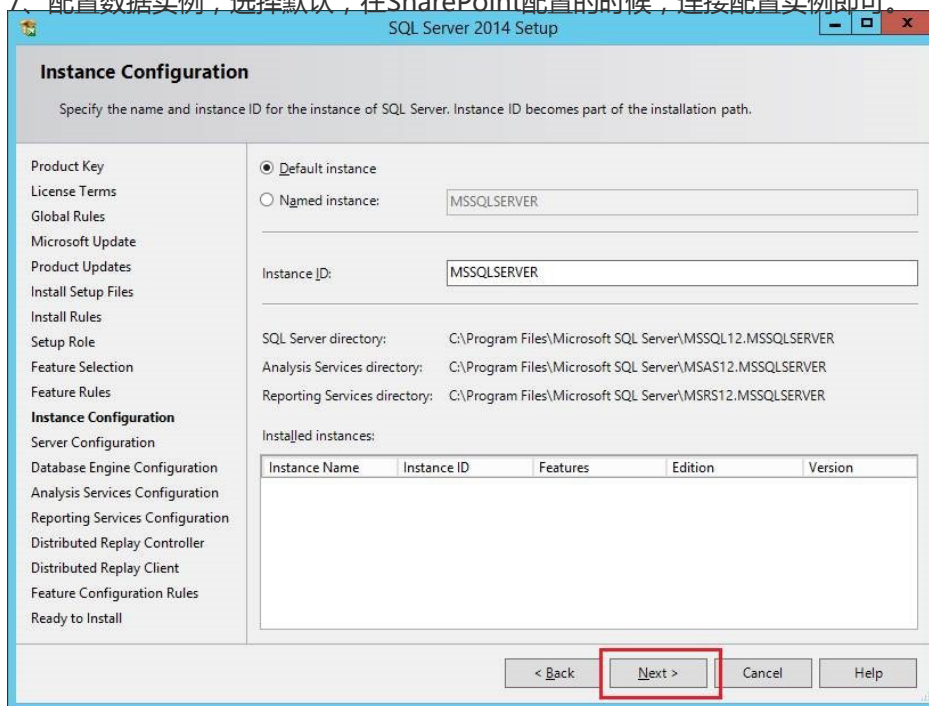 7、配置数据实例，选择默认，在SharePoint配置的时候，连接配置实例即可。
SQL Server 2014 Setup
Instance Configuration
Specify the name and instance ID for the instance of SQL Server. Instance ID becomes part of the installation path.
Product Key
License Terms
Global Rules
Microsoft Update
Product Updates
Install Setup Files
Install Rules
Setup Role
Feature Selection
Feature Rules
Instance Configuration
Server Configuration
Database Engine Configuration
Analysis Services Configuration
Reporting Services Configuration
Distributed Replay Controller
Distributed Replay Client
Feature Configuration Rules
Ready to Install
Default instance
Named instance: MSSQLSERVER
Instance ID: MSSQLSERVER
SQL Server directory: C:\Program Files\Microsoft SQL Server\MSSQL12.MSSQLSERVER
Analysis Services directory: C:\Program Files\Microsoft SQL Server\MSAS12.MSSQLSERVER
Reporting Services directory: C:\Program Files\Microsoft SQL Server\MSRS12.MSSQLSERVER
Installed instances:
Instance Name Instance ID Features Edition Version
< Back Next > Cancel Help